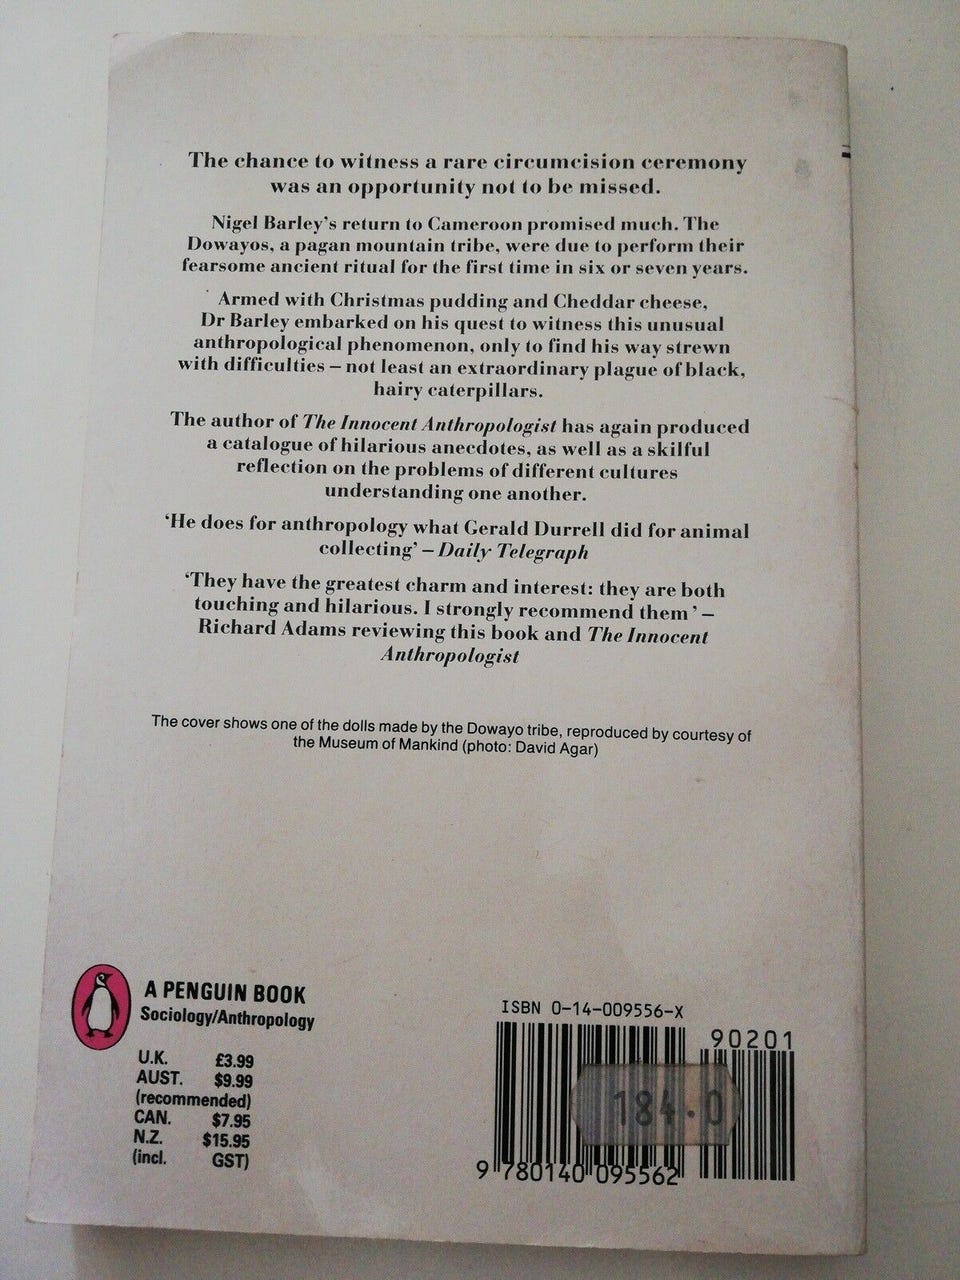 The chance to witness a rare circumcision ceremony
was an opportunity not to be missed.
Nigel Barley's return to Cameroon promised much. The
Dowayos, a pagan mountain tribe, were due to perform their
fearsome ancient ritual for the first time in six or seven years.
Armed with Christmas pudding and Cheddar cheese,
Dr Barley embarked on his quest to witness this unusual
anthropological phenomenon, only to find his way strewn
with difficulties – not least an extraordinary plague of black,
hairy caterpillars.
The author of The Innocent Anthropologist has again produced
a catalogue of hilarious anecdotes, as well as a skilful
reflection on the problems of different cultures
understanding one another.
‘He does for anthropology what Gerald Durrell did for animal
collecting’ – Daily Telegraph
‘They have the greatest charm and interest: they are both
touching and hilarious. I strongly recommend them’ –
Richard Adams reviewing this book and The Innocent
Anthropologist
The cover shows one of the dolls made by the Dowayo tribe, reproduced by courtesy of
the Museum of Mankind (photo: David Agar)
A PENGUIN BOOK
Sociology/Anthropology
U.K. £3.99
AUST. $9.99
(recommended)
CAN. $7.95
N.Z. $15.95
(incl. GST)
ISBN 0-14-009556-X
90201
184.0
9 780140 095562